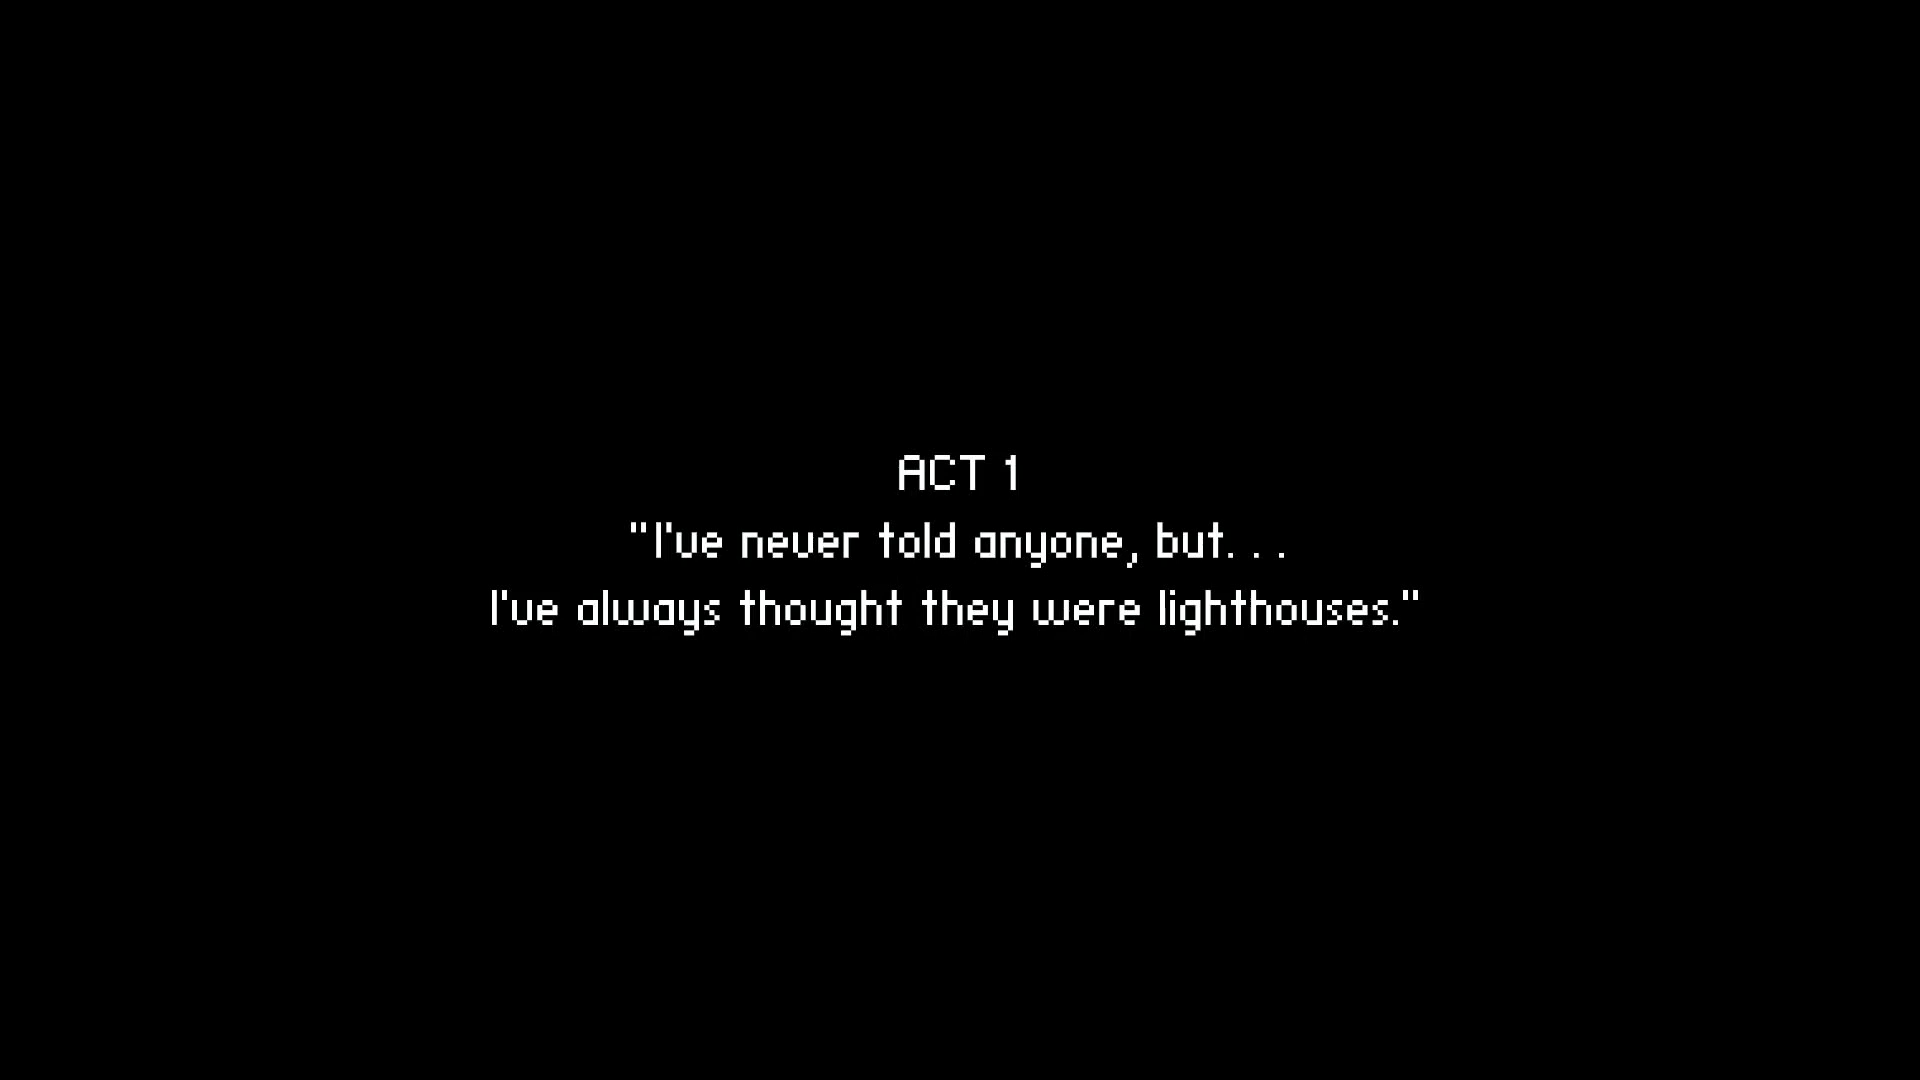 ACT 1
"I've never told anyone, but. . .
I've always thought they were lighthouses."